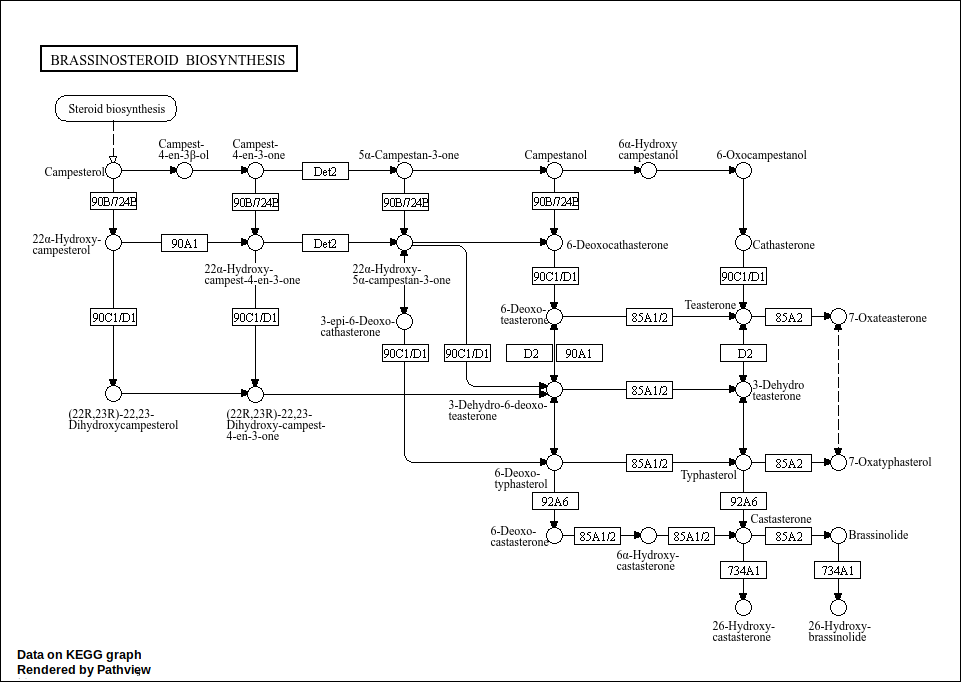 BRASSINOSTEROID BIOSYNTHESIS
Steroid biosynthesis
Campest-
4-en-3β-ol
Campest-
4-en-3-one
5α-Campestan-3-one
Campestanol
6α-Hydroxy
campestanol
6-Oxocampestanol
Campesterol
Det2
90B/724B
90B/724B
90B/724B
90B/724B
22α-Hydroxy-
campesterol
90A1
Det2
6-Deoxocathasterone
Cathasterone
22α-Hydroxy-
campest-4-en-3-one
22α-Hydroxy-
5α-campestan-3-one
90C1/D1
90C1/D1
90C1/D1
90C1/D1
3-epi-6-Deoxo-
cathasterone
6-Deoxo-
teasterone
85A1/2
Teasterone
85A2
7-Oxateasterone
90C1/D1
90C1/D1
D2
90A1
D2
85A1/2
3-Dehydro
teasterone
3-Dehydro-6-deoxo-
teasterone
(22R,23R)-22,23-
Dihydroxycampesterol
(22R,23R)-22,23-
Dihydroxy-campest-
4-en-3-one
6-Deoxo-
typhasterol
85A1/2
Typhasterol
85A2
7-Oxatyphasterol
92A6
92A6
6-Deoxo-
castasterone
85A1/2
6α-Hydroxy-
castasterone
85A1/2
Castasterone
85A2
Brassinolide
734A1
734A1
26-Hydroxy-
castasterone
26-Hydroxy-
brassinolide
Data on KEGG graph
Rendered by Pathview